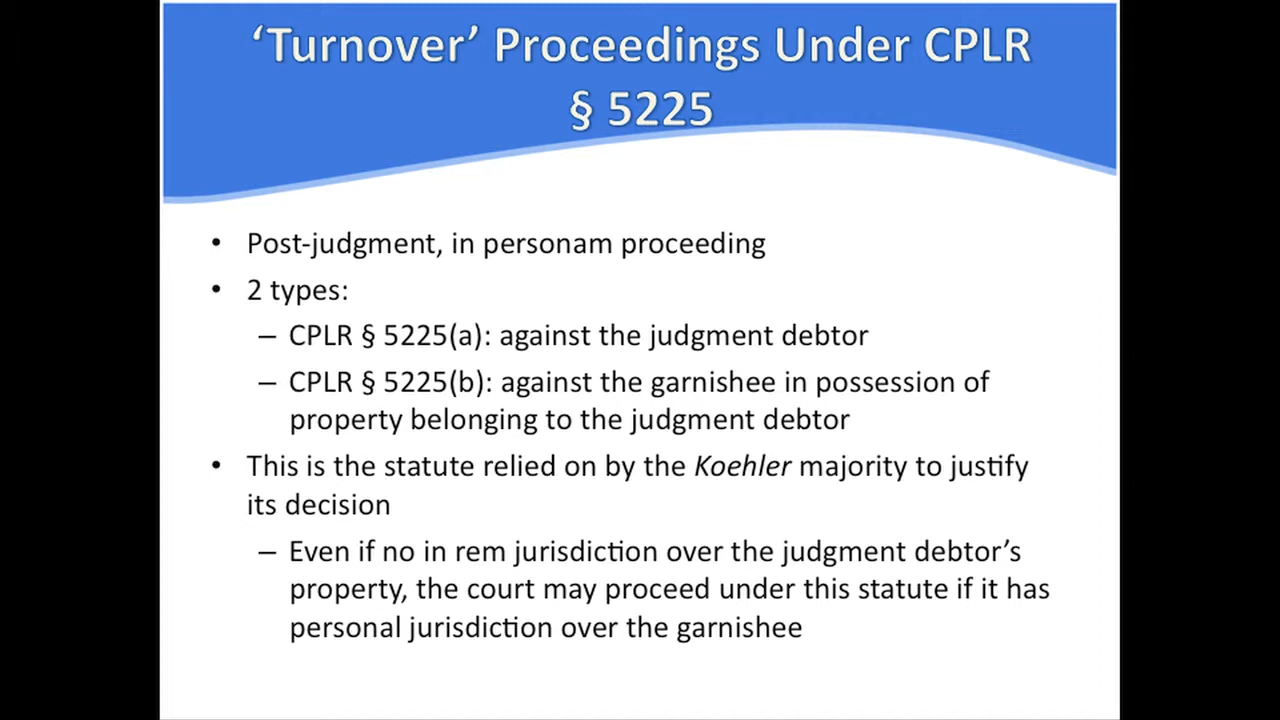 ‘Turnover’ Proceedings Under CPLR
§ 5225
• Post-judgment, in personam proceeding
• 2 types:
– CPLR § 5225(a): against the judgment debtor
– CPLR § 5225(b): against the garnishee in possession of
property belonging to the judgment debtor
• This is the statute relied on by the Koehler majority to justify
its decision
– Even if no in rem jurisdiction over the judgment debtor’s
property, the court may proceed under this statute if it has
personal jurisdiction over the garnishee